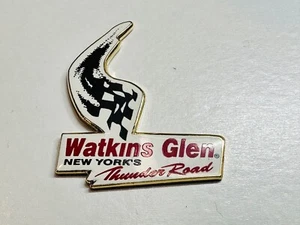 Watkins Glen®
NEW YORK'S
Thunder Road